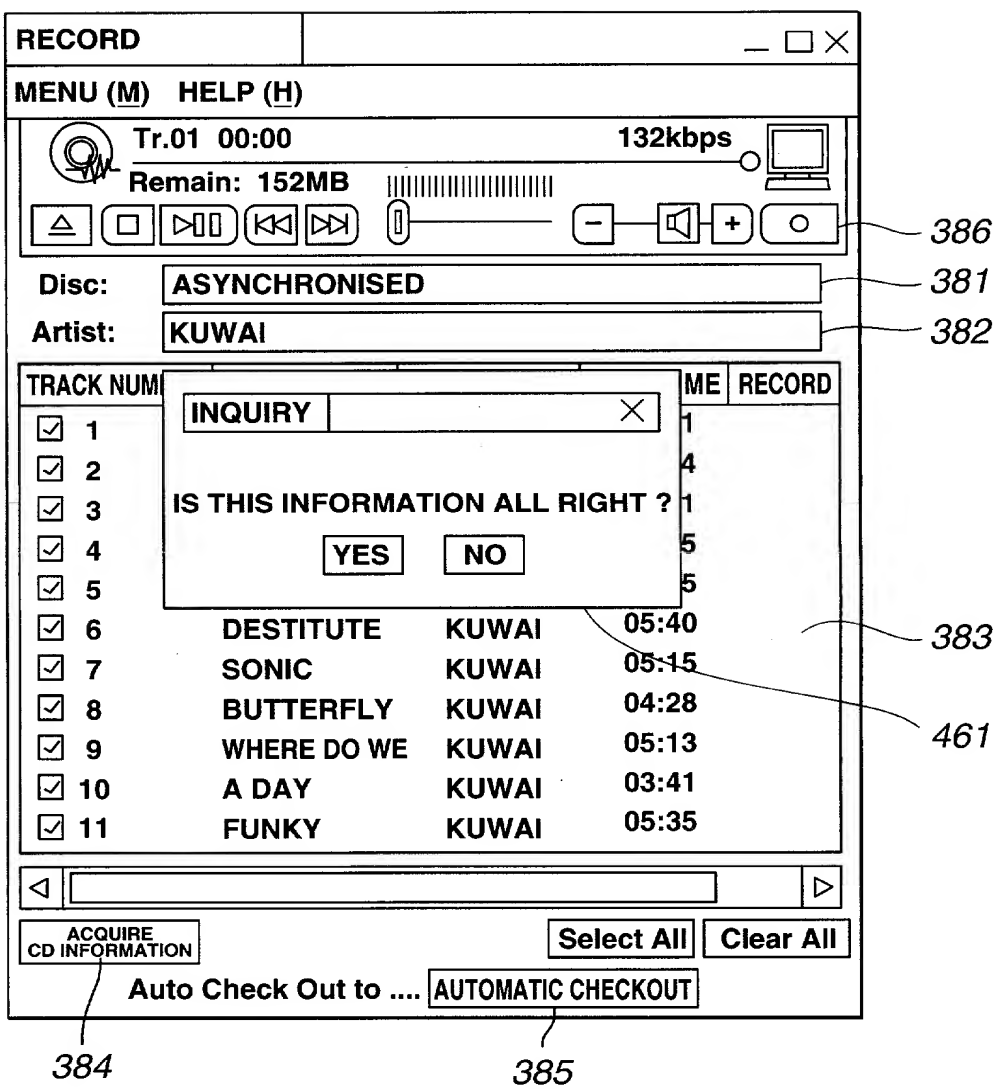 RECORD
MENU (M) HELP (H)
Tr.01 00:00 132kbps
Remain: 152MB
- +
386
Disc: ASYNCHRONISED
381
Artist: KUWAI
382
TRACK NUM ME RECORD
INQUIRY
IS THIS INFORMATION ALL RIGHT ?
YES NO
1 1
2 4
3 1
4 5
5 5
6 DESTITUTE KUWAI 05:40
383
7 SONIC KUWAI 05:15
8 BUTTERFLY KUWAI 04:28
461
9 WHERE DO WE KUWAI 05:13
10 A DAY KUWAI 03:41
11 FUNKY KUWAI 05:35
ACQUIRE
CD INFORMATION
Select All Clear All
Auto Check Out to .... AUTOMATIC CHECKOUT
384
385